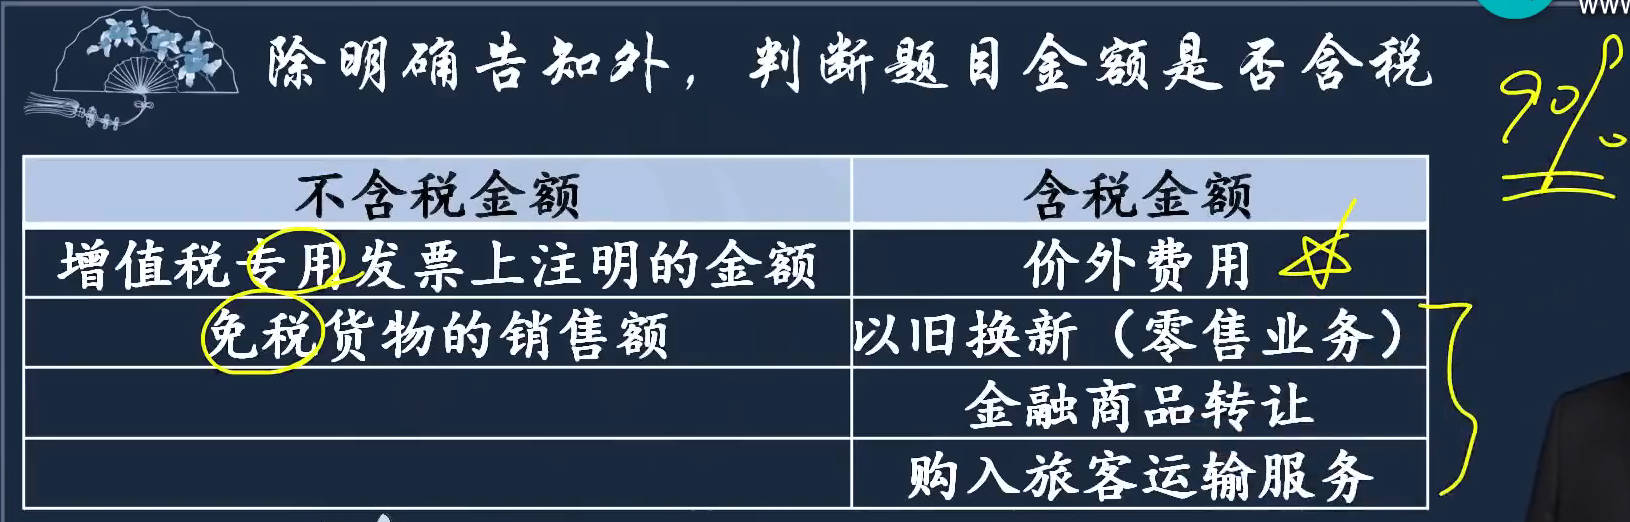 www
除明确告知外，判断题目金额是否含税
90%
不含税金额 含税金额
增值税专用发票上注明的金额 价外费用
免税货物的销售额 以旧换新（零售业务）
金融商品转让
购入旅客运输服务